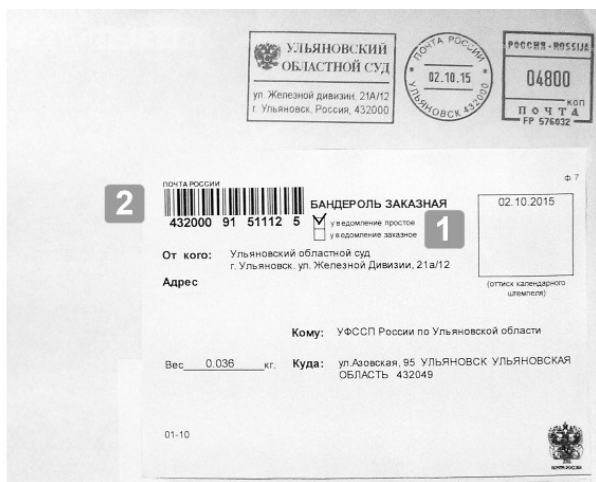 УЛЬЯНОВСКИЙ
ОБЛАСТНОЙ СУД
ул. Железной дивизии, 21А/12
г. Ульяновск, Россия, 432000
ПОЧТА РОССИИ
02.10.15
УЛЬЯНОВСК 432000
РОССИЯ-ROSSIJA
04800
коп
ПОЧТА
FP 576032
ф. 7
2
ПОЧТА РОССИИ
432000 91 51112 5
БАНДЕРОЛЬ ЗАКАЗНАЯ
уведомление простое
уведомление заказное
1
02.10.2015
(оттиск календарного
штемпеля)
От кого: Ульяновский областной суд
г. Ульяновск. ул. Железной Дивизии, 21а/12
Адрес
Кому: УФССП России по Ульяновской области
Вес 0.036 кг. Куда: ул.Азовская, 95 УЛЬЯНОВСК УЛЬЯНОВСКАЯ
ОБЛАСТЬ 432049
01-10
ПОЧТА РОССИИ